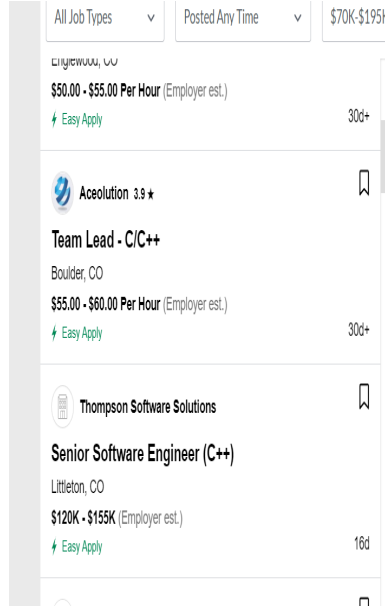 All Job Types
Posted Any Time
$70K-$195K
Englewood, CO
$50.00 - $55.00 Per Hour (Employer est.)
Easy Apply
30d+
Aceolution 3.9 ★
Team Lead - C/C++
Boulder, CO
$55.00 - $60.00 Per Hour (Employer est.)
Easy Apply
30d+
Thompson Software Solutions
Senior Software Engineer (C++)
Littleton, CO
$120K - $155K (Employer est.)
Easy Apply
16d